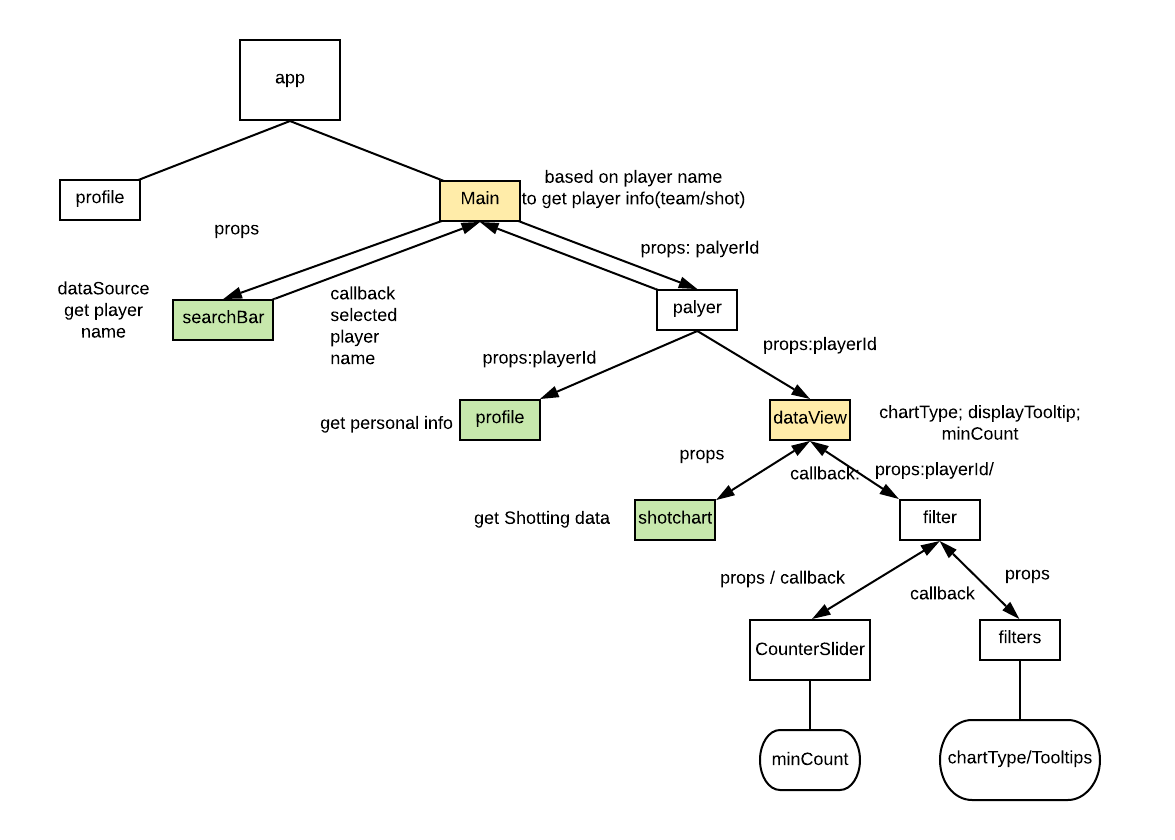 app
profile
Main
based on player name
to get player info(team/shot)
props
props: palyerId
dataSource
get player
name
searchBar
callback
selected
player
name
palyer
props:playerId
props:playerId
get personal info
profile
dataView
chartType; displayTooltip;
minCount
props
callback:
props:playerId/
get Shotting data
shotchart
filter
props / callback
callback
props
CounterSlider
filters
minCount
chartType/Tooltips